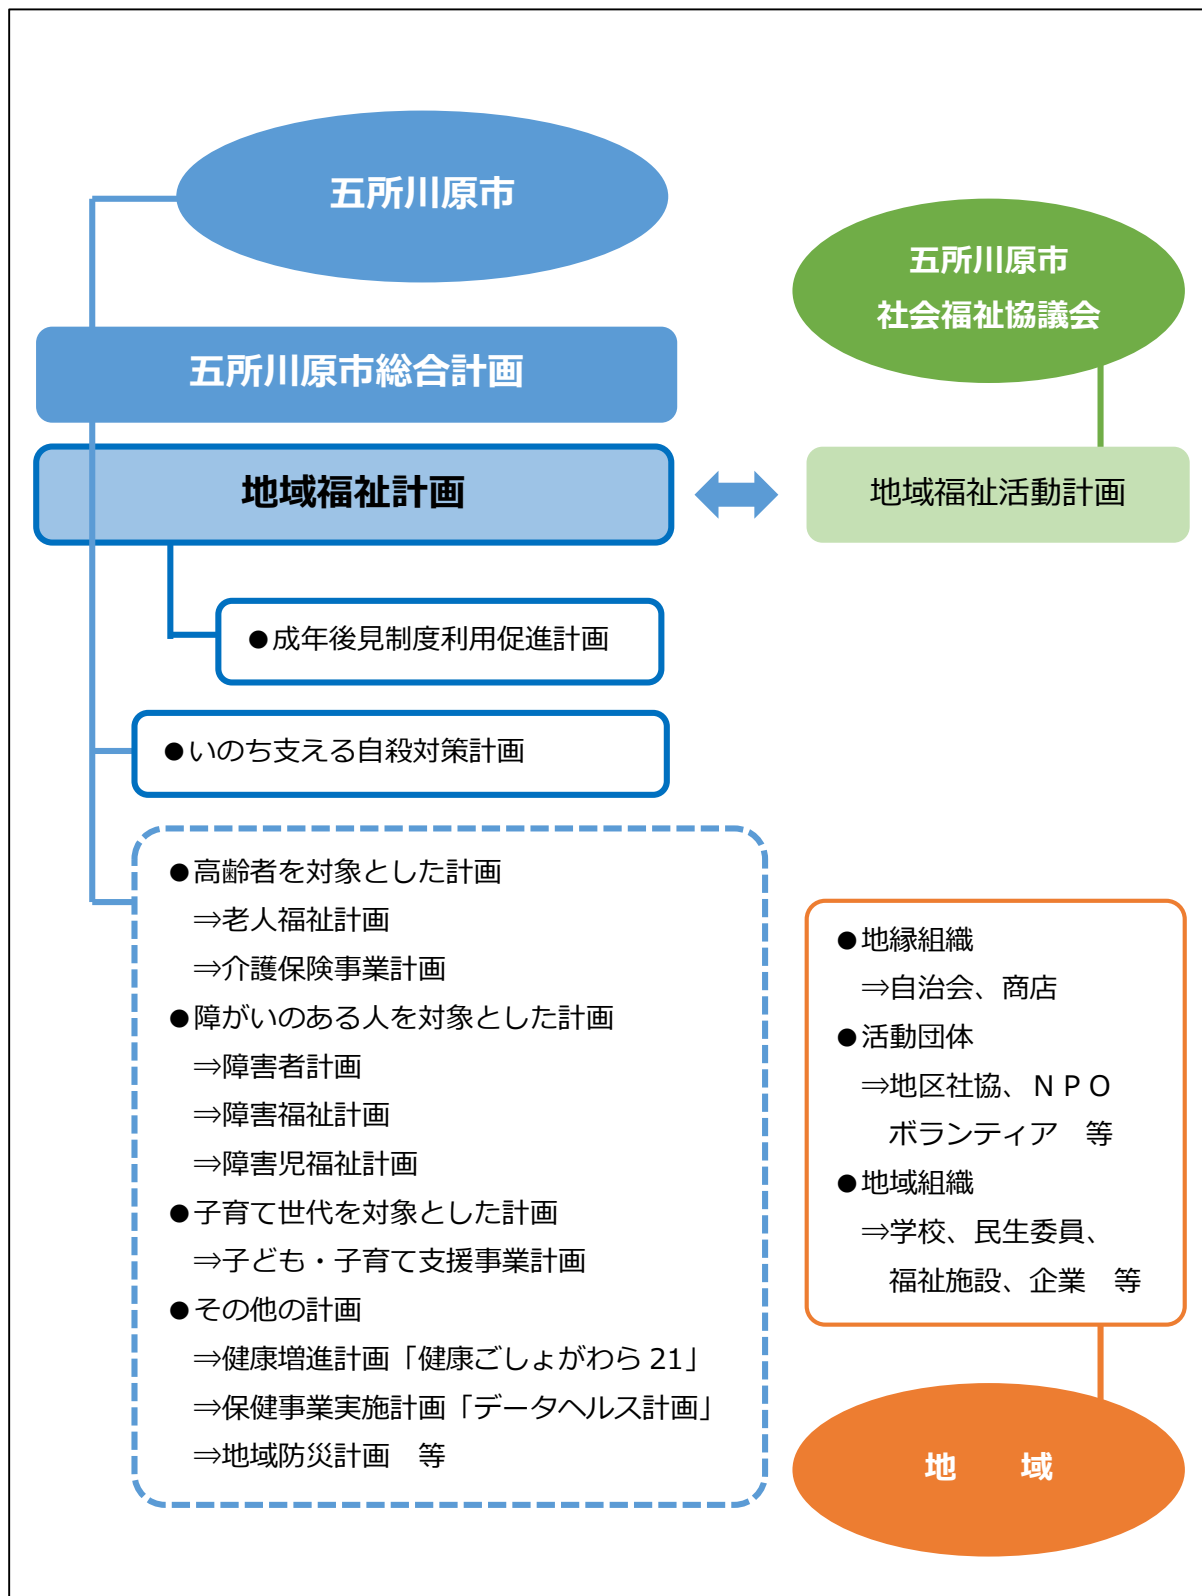 五所川原市
五所川原市総合計画
地域福祉計画
●成年後見制度利用促進計画
●いのち支える自殺対策計画
●高齢者を対象とした計画
⇒老人福祉計画
⇒介護保険事業計画
●障がいのある人を対象とした計画
⇒障害者計画
⇒障害福祉計画
⇒障害児福祉計画
●子育て世代を対象とした計画
⇒子ども・子育て支援事業計画
●その他の計画
⇒健康増進計画「健康ごしょがわら 21」
⇒保健事業実施計画「データヘルス計画」
⇒地域防災計画　等
五所川原市
社会福祉協議会
地域福祉活動計画
●地縁組織
⇒自治会、商店
●活動団体
⇒地区社協、ＮＰＯ
ボランティア　等
●地域組織
⇒学校、民生委員、
福祉施設、企業　等
地　　域